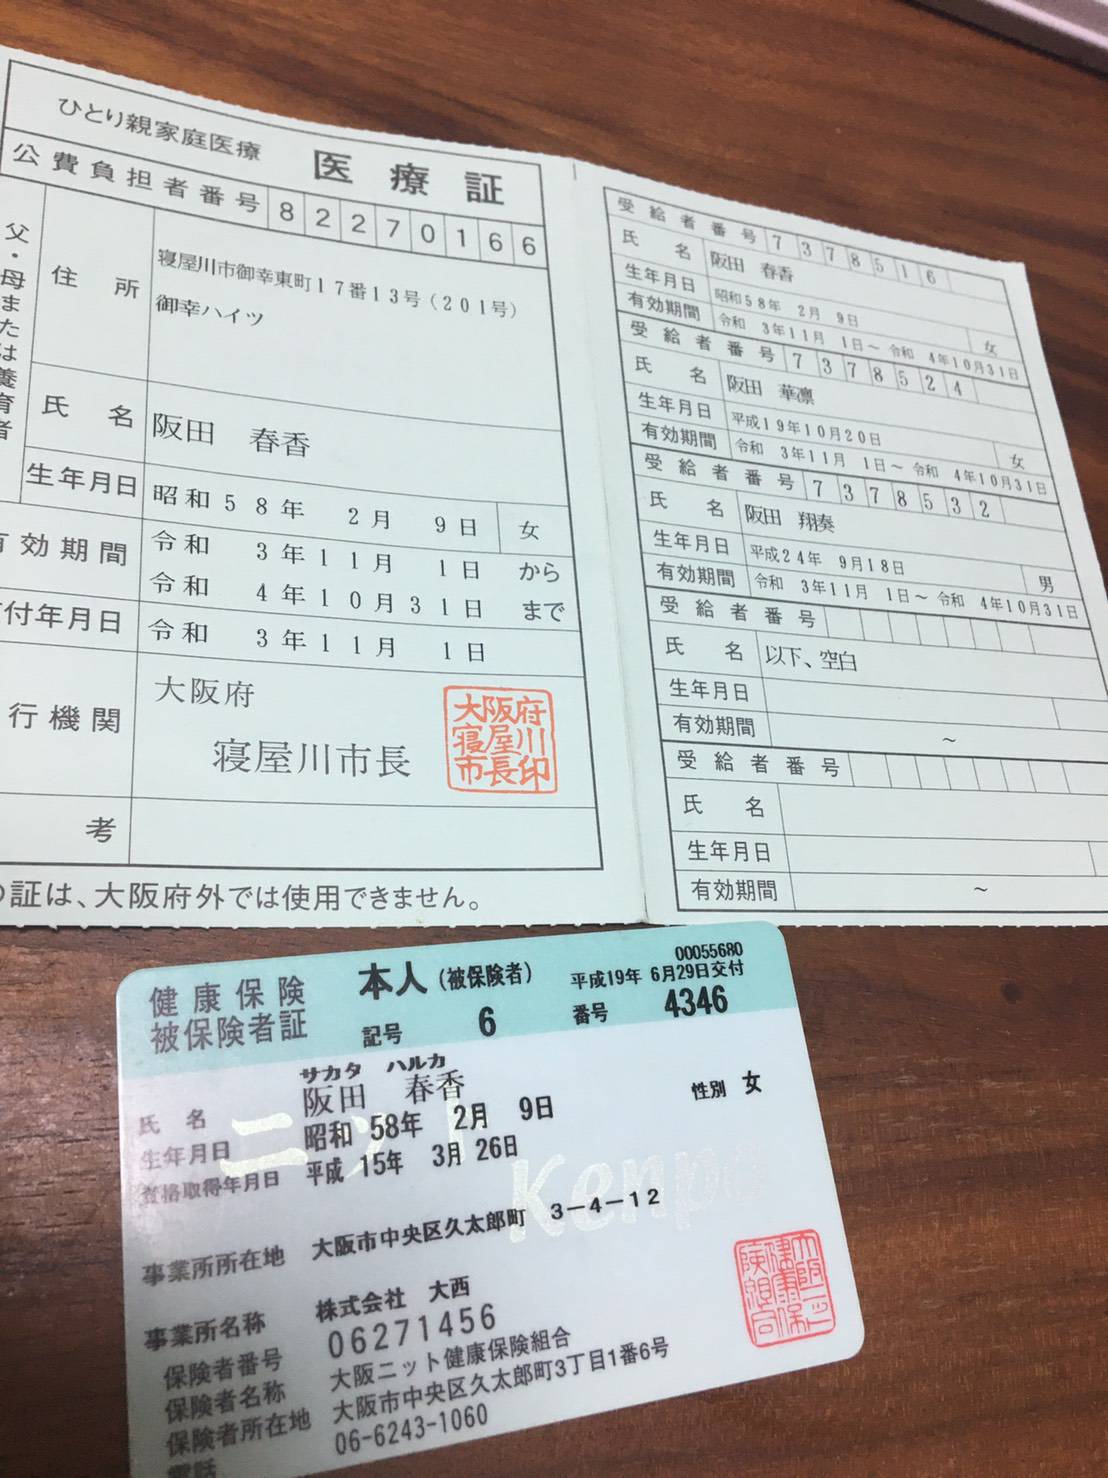 ひとり親家庭医療 医療証
公費負担者番号 82270166
父・母または養育者
住所 寝屋川市御幸東町17番13号(201号)
御幸ハイツ
氏名 阪田 春香
生年月日 昭和58年 2月 9日 女
有効期間 令和 3年11月 1日 から
令和 4年10月31日 まで
付年月日 令和 3年11月 1日
行機関 大阪府
寝屋川市長
大阪府
寝屋川
市長印
考
の証は、大阪府外では使用できません。
受給者番号 7378516
氏名 阪田 春香
生年月日 昭和58年 2月 9日 女
有効期間 令和 3年11月 1日～令和 4年10月31日
受給者番号 7378524
氏名 阪田 華凛
生年月日 平成19年10月20日 女
有効期間 令和 3年11月 1日～令和 4年10月31日
受給者番号 7378532
氏名 阪田 翔奏
生年月日 平成24年 9月18日 男
有効期間 令和 3年11月 1日～令和 4年10月31日
受給者番号
氏名 以下、空白
生年月日
有効期間 ～
受給者番号
氏名
生年月日
有効期間 ～
00055680
健康保険 本人(被保険者) 平成19年 6月29日交付
被保険者証 記号 6 番号 4346
サカタ ハルカ
氏名 阪田 春香 性別 女
生年月日 昭和 58年 2月 9日
資格取得年月日 平成 15年 3月 26日
ニット
Kenpo
事業所所在地 大阪市中央区久太郎町 3-4-12
事業所名称 株式会社 大西
保険者番号 06271456
保険者名称 大阪ニット健康保険組合
保険者所在地 大阪市中央区久太郎町3丁目1番6号
電話 06-6243-1060